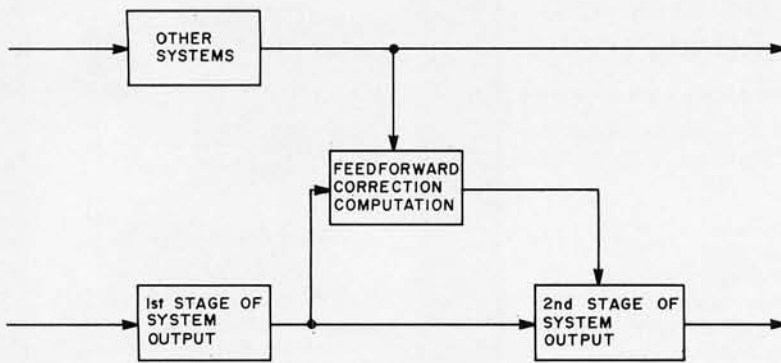 OTHER
SYSTEMS
FEEDFORWARD
CORRECTION
COMPUTATION
1st STAGE OF
SYSTEM
OUTPUT
2nd STAGE OF
SYSTEM
OUTPUT